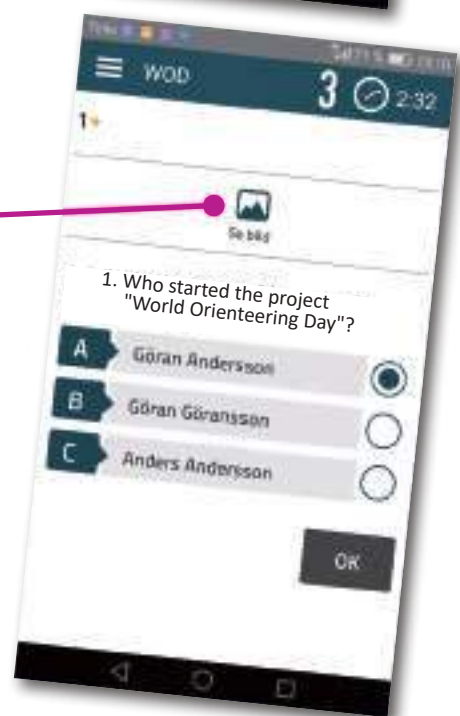 WOD
3 2:32
1
Se bild
1. Who started the project
"World Orienteering Day"?
A Göran Andersson
B Göran Göransson
C Anders Andersson
OK